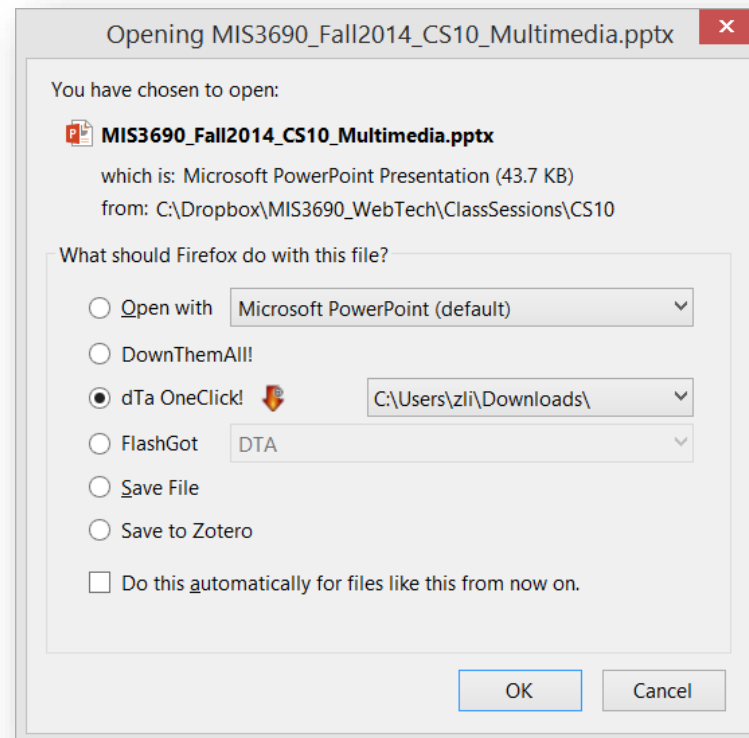 Opening MIS3690_Fall2014_CS10_Multimedia.pptx
You have chosen to open:
MIS3690_Fall2014_CS10_Multimedia.pptx
which is: Microsoft PowerPoint Presentation (43.7 KB)
from: C:\Dropbox\MIS3690_WebTech\ClassSessions\CS10
What should Firefox do with this file?
Open with Microsoft PowerPoint (default)
DownThemAll!
dTa OneClick! C:\Users\zli\Downloads\
FlashGot DTA
Save File
Save to Zotero
Do this automatically for files like this from now on.
OK Cancel